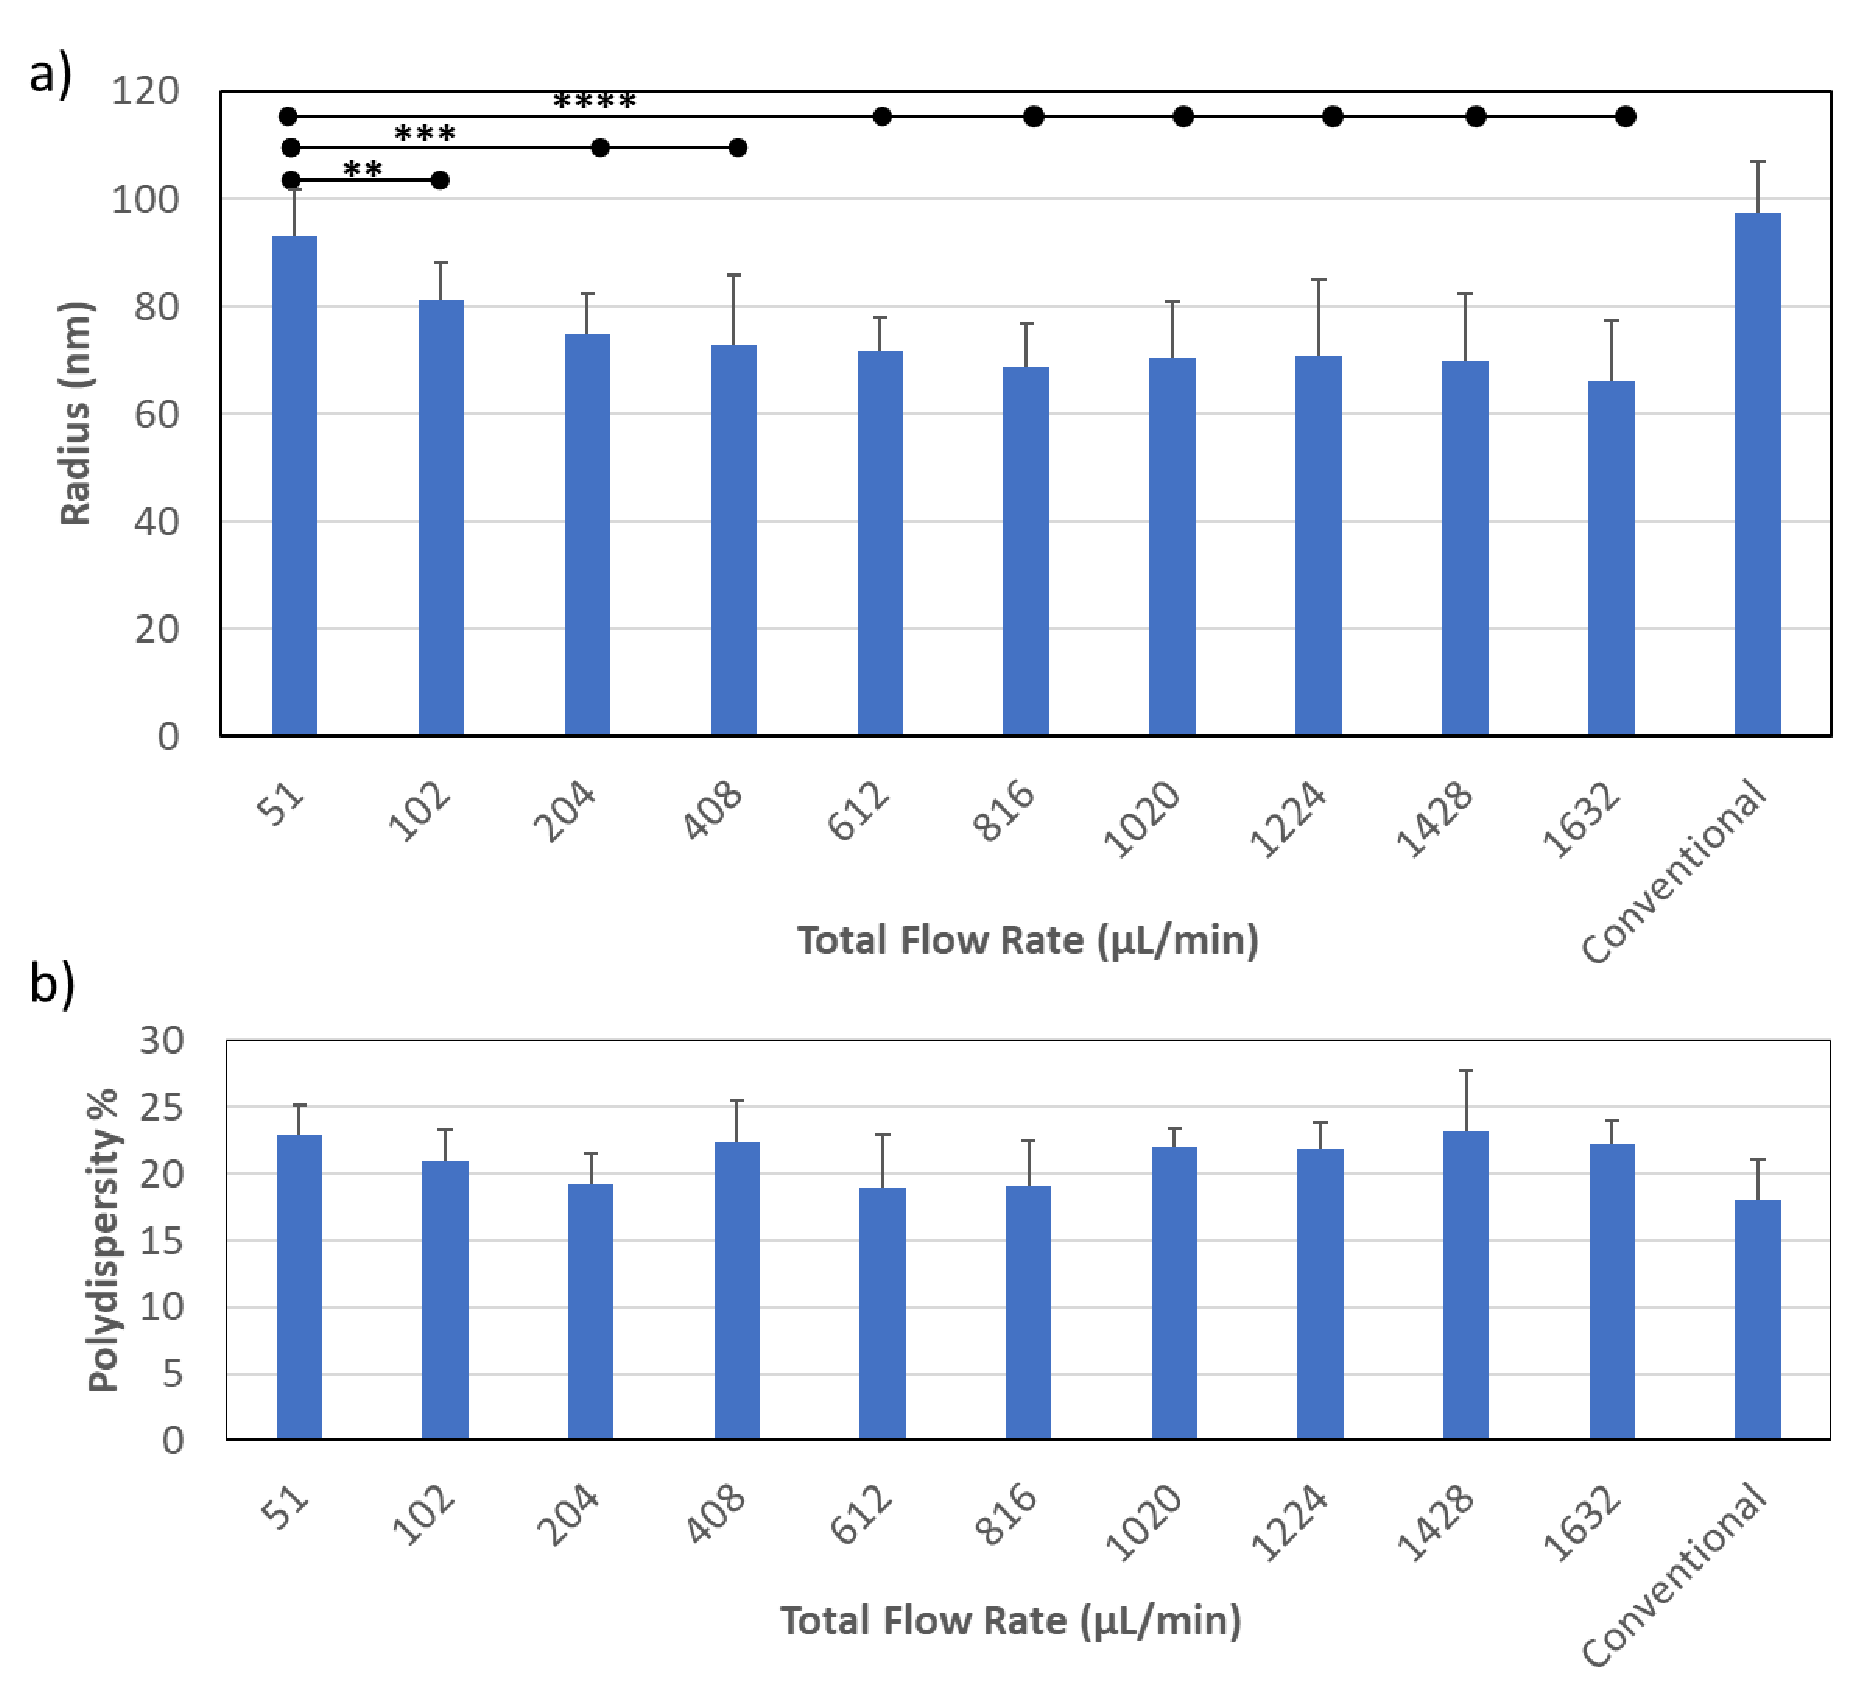 a)
120
100
80
60
40
20
0
Radius (nm)
****
***
**
51 102 204 408 612 816 1020 1224 1428 1632 Conventional
Total Flow Rate (µL/min)
b)
30
25
20
15
10
5
0
Polydispersity %
51 102 204 408 612 816 1020 1224 1428 1632 Conventional
Total Flow Rate (µL/min)